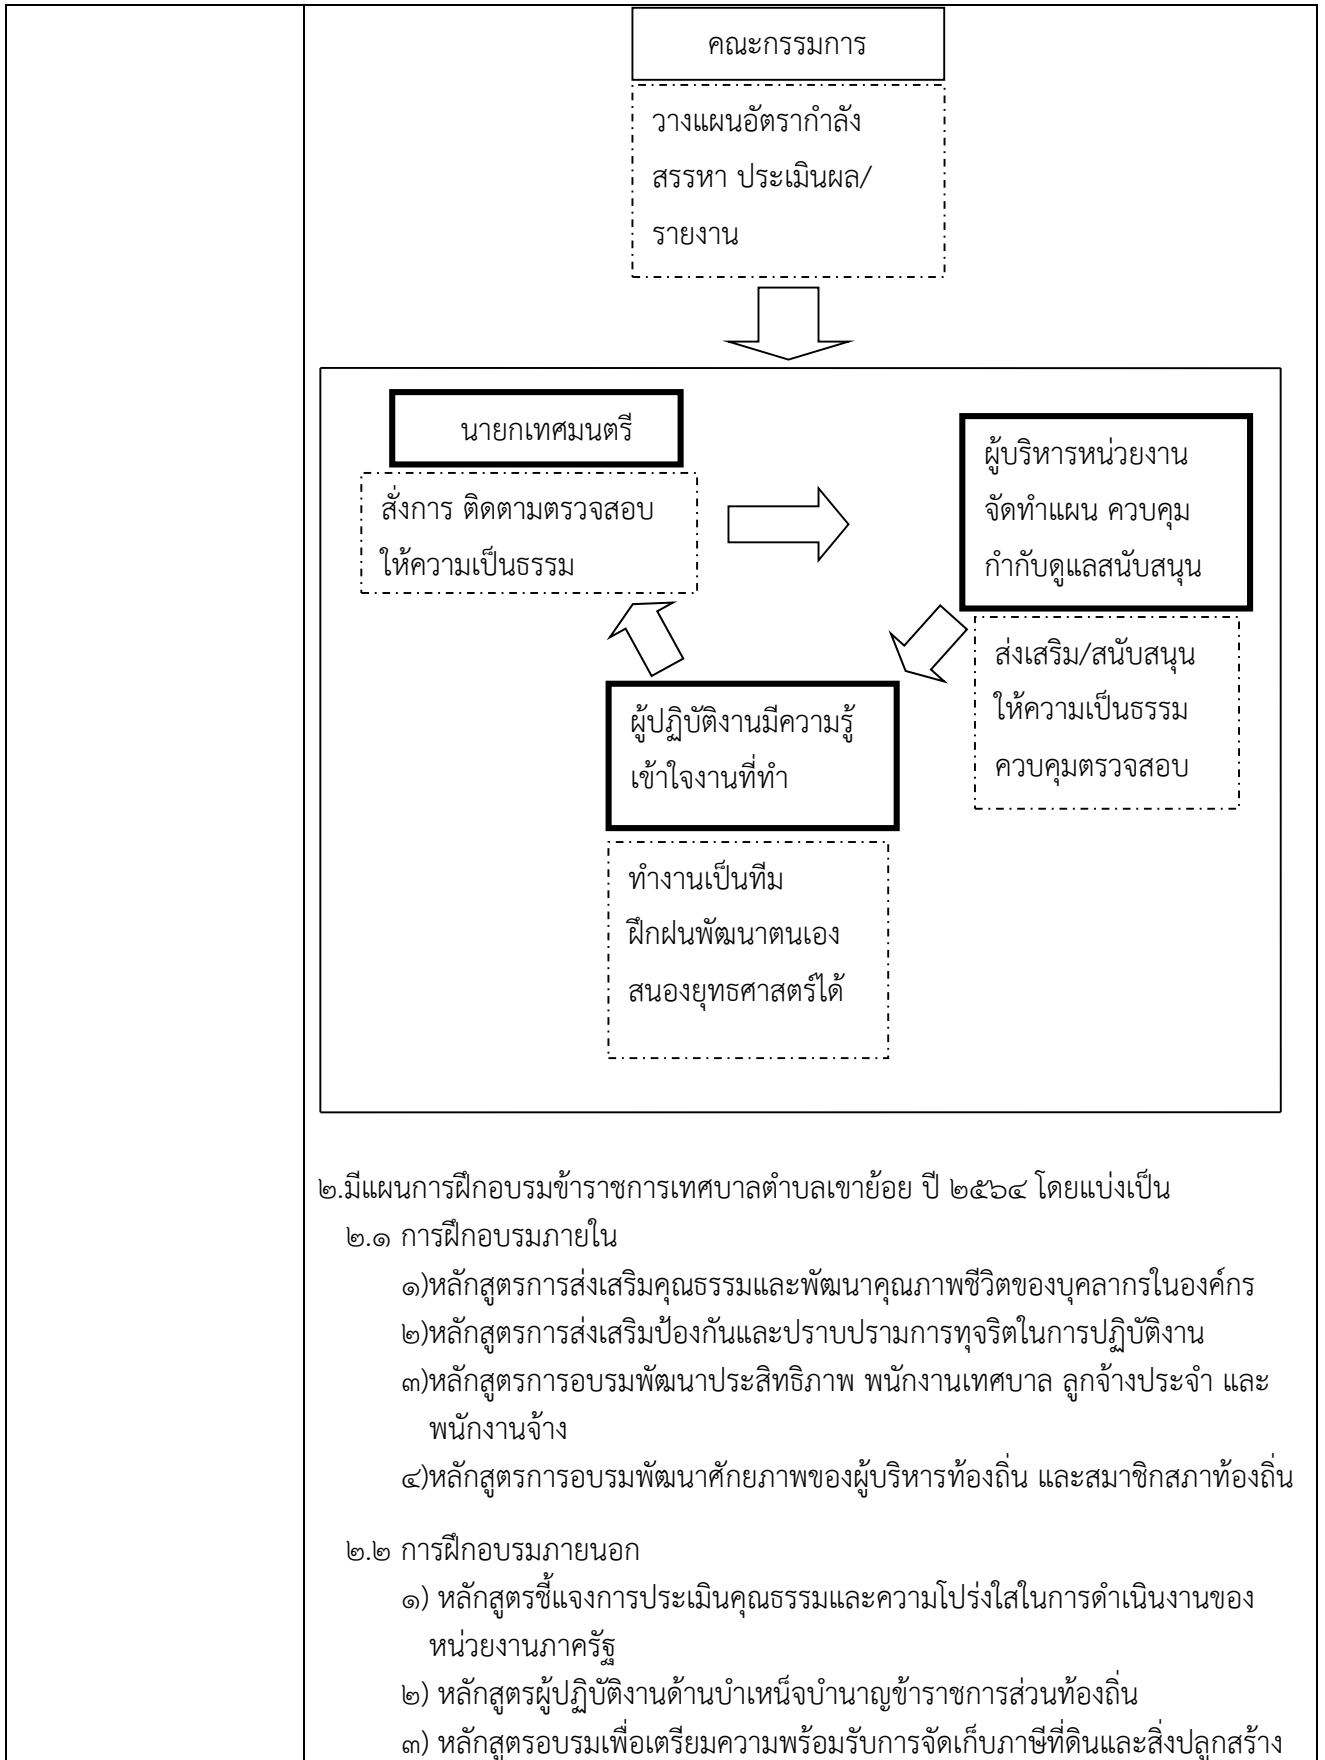 คณะกรรมการ
วางแผนอัตรากำลัง
สรรหา ประเมินผล/
รายงาน
นายกเทศมนตรี
สั่งการ ติดตามตรวจสอบ
ให้ความเป็นธรรม
ผู้บริหารหน่วยงาน
จัดทำแผน ควบคุม
กำกับดูแลสนับสนุน
ส่งเสริม/สนับสนุน
ให้ความเป็นธรรม
ควบคุมตรวจสอบ
ผู้ปฏิบัติงานมีความรู้
เข้าใจงานที่ทำ
ทำงานเป็นทีม
ฝึกฝนพัฒนาตนเอง
สนองยุทธศาสตร์ได้
๒.มีแผนการฝึกอบรมข้าราชการเทศบาลตำบลเขาย้อย ปี ๒๕๖๔ โดยแบ่งเป็น
๒.๑ การฝึกอบรมภายใน
๑)หลักสูตรการส่งเสริมคุณธรรมและพัฒนาคุณภาพชีวิตของบุคลากรในองค์กร
๒)หลักสูตรการส่งเสริมป้องกันและปราบปรามการทุจริตในการปฏิบัติงาน
๓)หลักสูตรการอบรมพัฒนาประสิทธิภาพ พนักงานเทศบาล ลูกจ้างประจำ และ
พนักงานจ้าง
๔)หลักสูตรการอบรมพัฒนาศักยภาพของผู้บริหารท้องถิ่น และสมาชิกสภาท้องถิ่น
๒.๒ การฝึกอบรมภายนอก
๑) หลักสูตรชี้แจงการประเมินคุณธรรมและความโปร่งใสในการดำเนินงานของ
หน่วยงานภาครัฐ
๒) หลักสูตรผู้ปฏิบัติงานด้านบำเหน็จบำนาญข้าราชการส่วนท้องถิ่น
๓) หลักสูตรอบรมเพื่อเตรียมความพร้อมรับการจัดเก็บภาษีที่ดินและสิ่งปลูกสร้าง